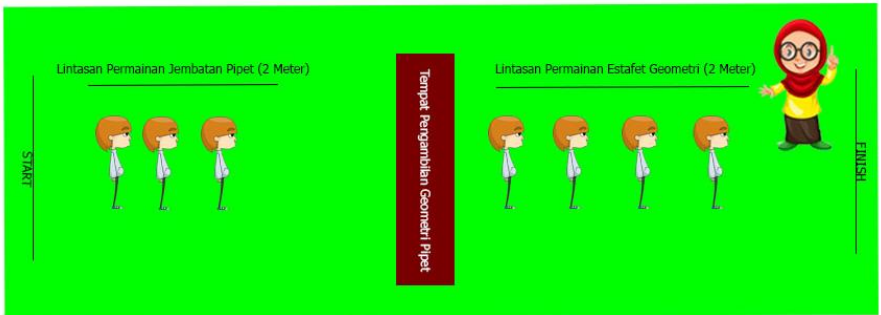 Lintasan Permainan Jembatan Pipet (2 Meter)
Lintasan Permainan Estafet Geometri (2 Meter)
START
Tempat Pengambilan Geometri Pipet
FINISH